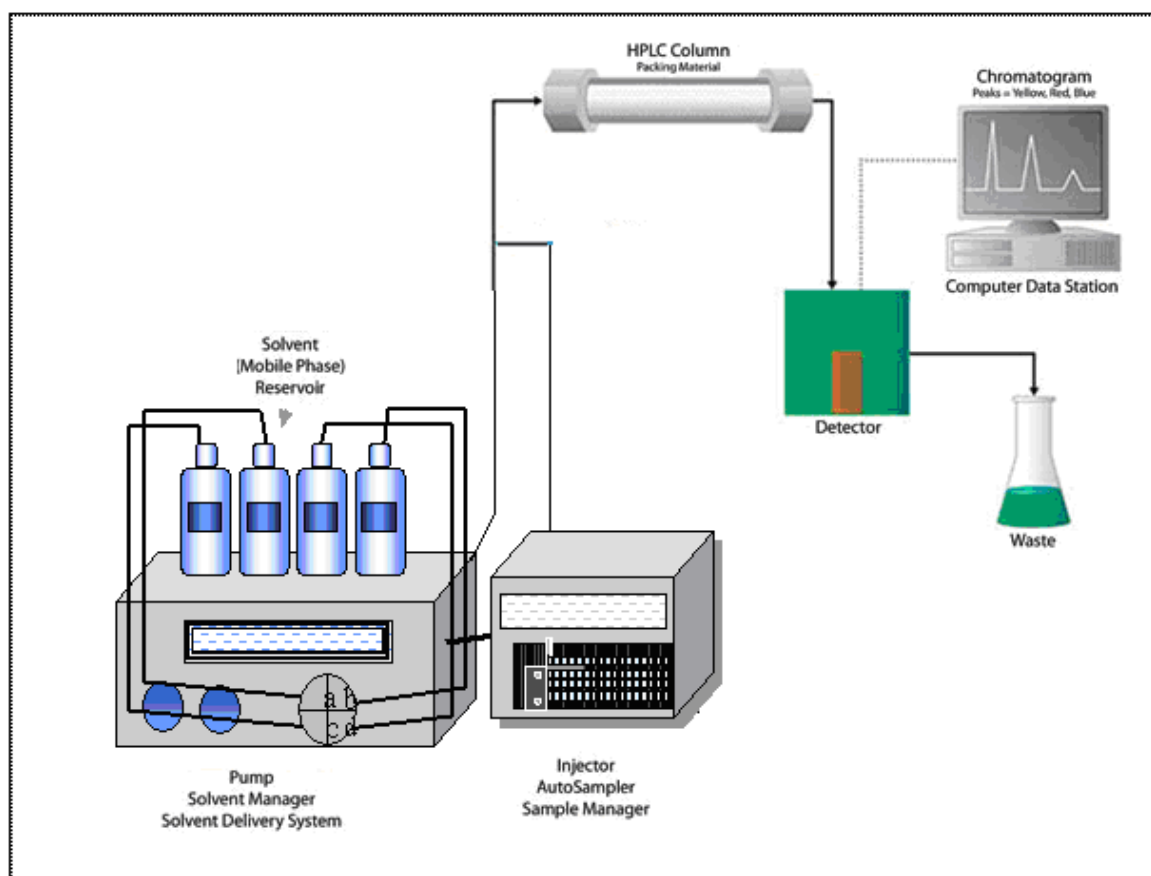 HPLC Column
Packing Material
Chromatogram
Peaks = Yellow, Red, Blue
Computer Data Station
Solvent
(Mobile Phase)
Reservoir
Detector
Waste
a b
c d
Injector
AutoSampler
Sample Manager
Pump
Solvent Manager
Solvent Delivery System